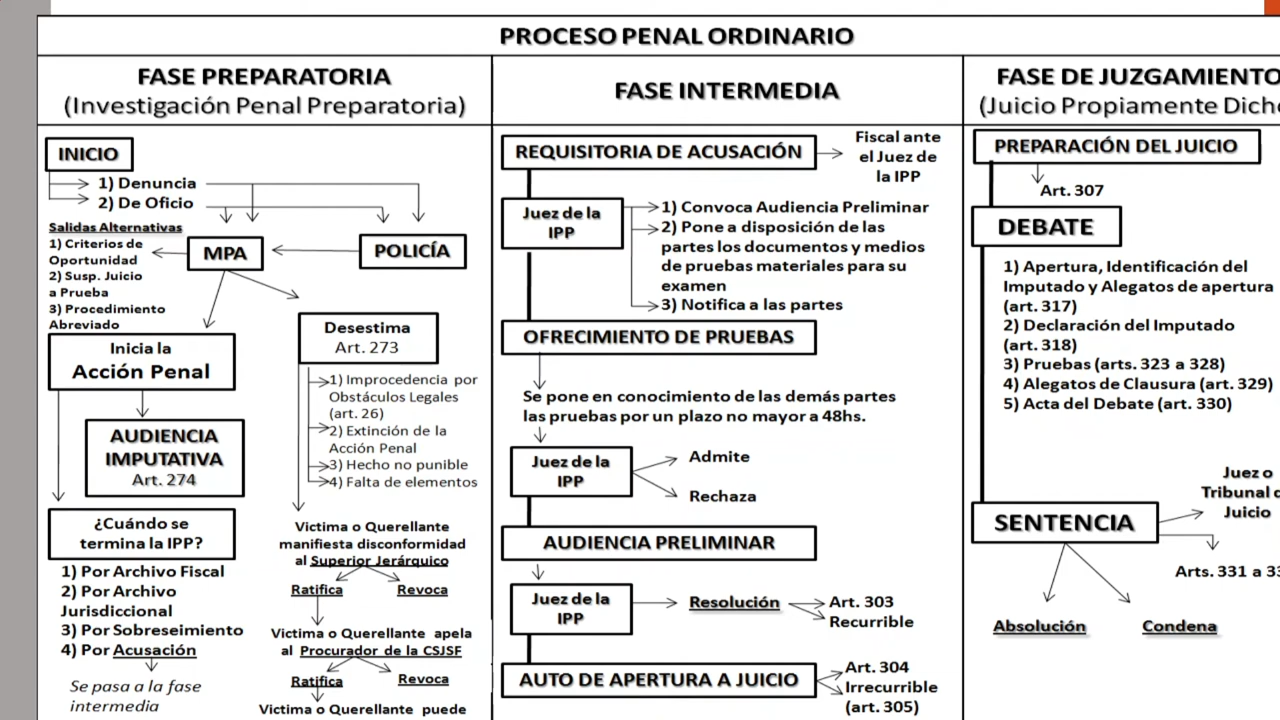 PROCESO PENAL ORDINARIO
FASE PREPARATORIA
(Investigación Penal Preparatoria)
INICIO
1) Denuncia
2) De Oficio
Salidas Alternativas
1) Criterios de
Oportunidad
2) Susp. Juicio
a Prueba
3) Procedimiento
Abreviado
MPA
POLICÍA
Inicia la
Acción Penal
Desestima
Art. 273
1) Improcedencia por
Obstáculos Legales
(art. 26)
2) Extinción de la
Acción Penal
3) Hecho no punible
4) Falta de elementos
AUDIENCIA
IMPUTATIVA
Art. 274
¿Cuándo se
termina la IPP?
1) Por Archivo Fiscal
2) Por Archivo
Jurisdiccional
3) Por Sobreseimiento
4) Por Acusación
Se pasa a la fase
intermedia
Victima o Querellante
manifiesta disconformidad
al Superior Jerárquico
Ratifica
Revoca
Victima o Querellante apela
al Procurador de la CSJSF
Ratifica
Revoca
Victima o Querellante puede
FASE INTERMEDIA
REQUISITORIA DE ACUSACIÓN
Fiscal ante
el Juez de
la IPP
Juez de la
IPP
1) Convoca Audiencia Preliminar
2) Pone a disposición de las
partes los documentos y medios
de pruebas materiales para su
examen
3) Notifica a las partes
OFRECIMIENTO DE PRUEBAS
Se pone en conocimiento de las demás partes
las pruebas por un plazo no mayor a 48hs.
Juez de la
IPP
Admite
Rechaza
AUDIENCIA PRELIMINAR
Juez de la
IPP
Resolución
Art. 303
Recurrible
AUTO DE APERTURA A JUICIO
Art. 304
Irrecurrible
(art. 305)
FASE DE JUZGAMIENTO
(Juicio Propiamente Dicho
PREPARACIÓN DEL JUICIO
Art. 307
DEBATE
1) Apertura, Identificación del
Imputado y Alegatos de apertura
(art. 317)
2) Declaración del Imputado
(art. 318)
3) Pruebas (arts. 323 a 328)
4) Alegatos de Clausura (art. 329)
5) Acta del Debate (art. 330)
SENTENCIA
Juez o
Tribunal d
Juicio
Arts. 331 a 33
Absolución
Condena